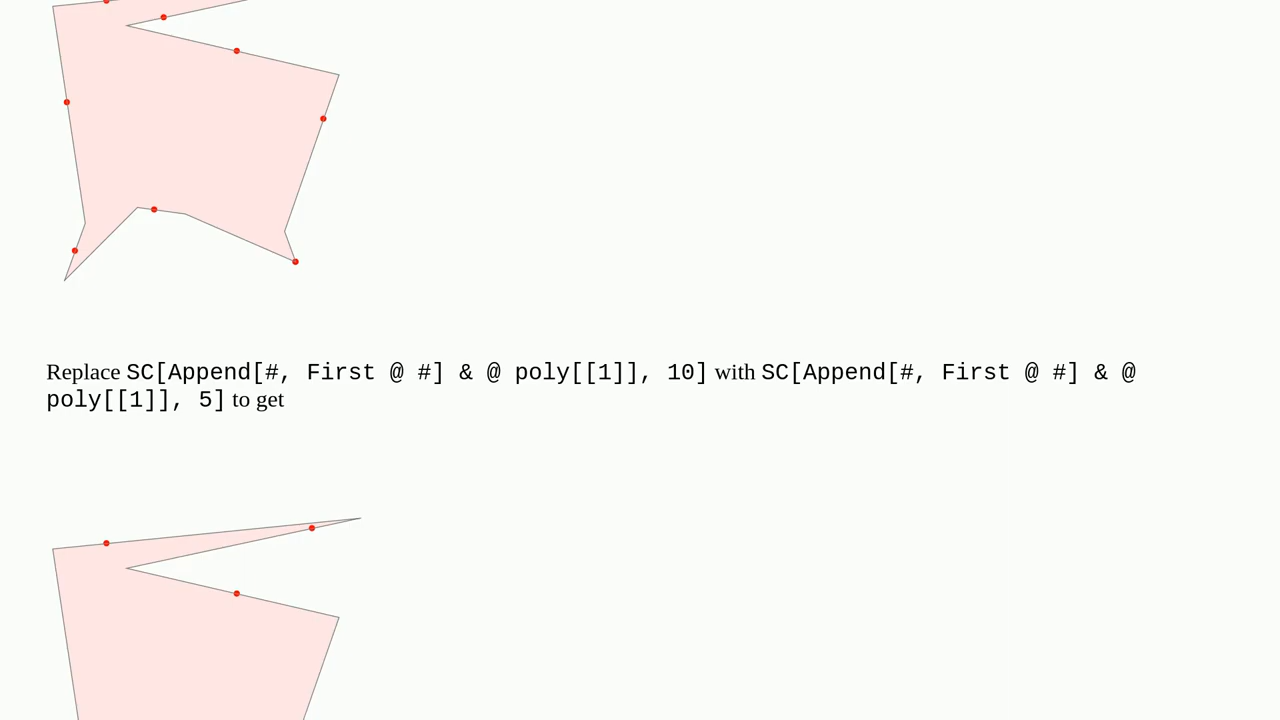 Replace SC[Append[#, First @ #] & @ poly[[1]], 10] with SC[Append[#, First @ #] & @
poly[[1]], 5] to get